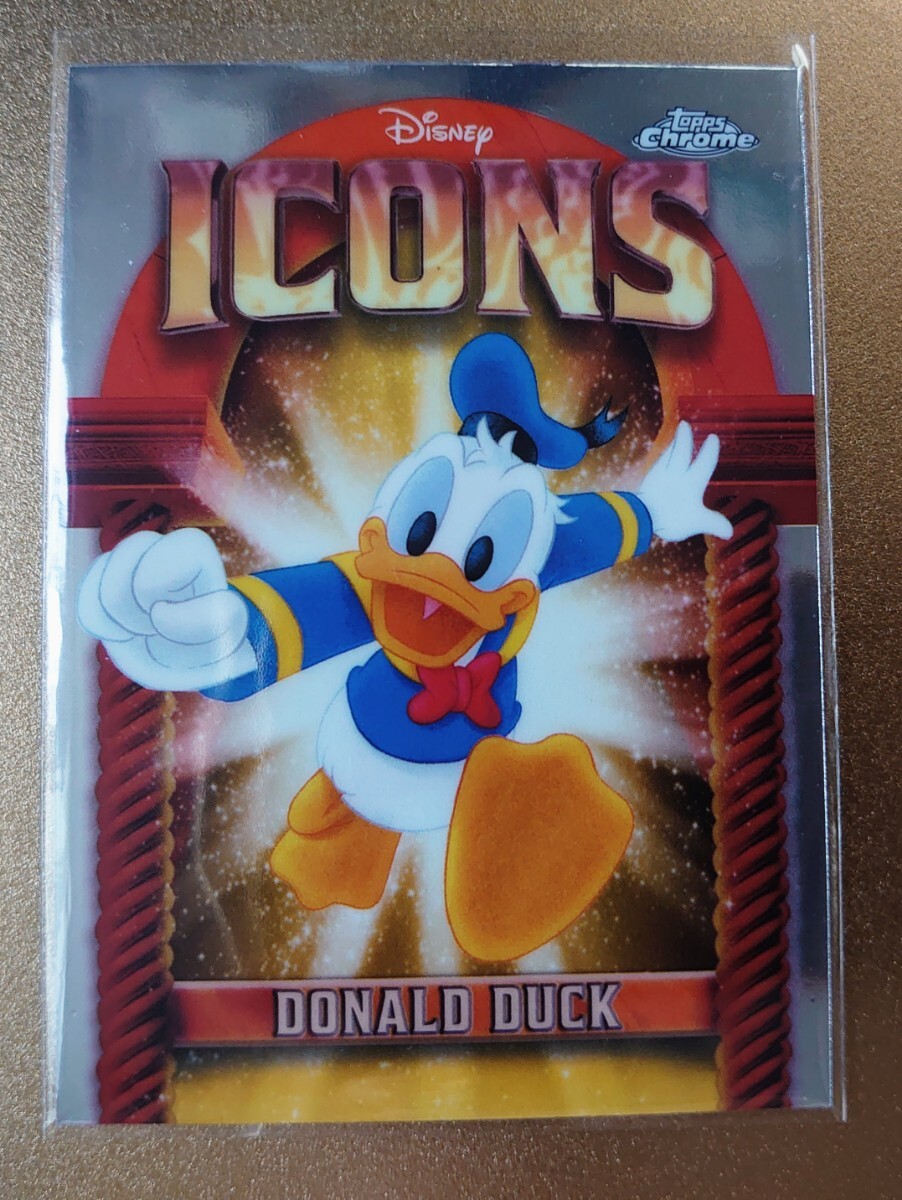 Disney
topps
Chrome
ICONS
DONALD DUCK